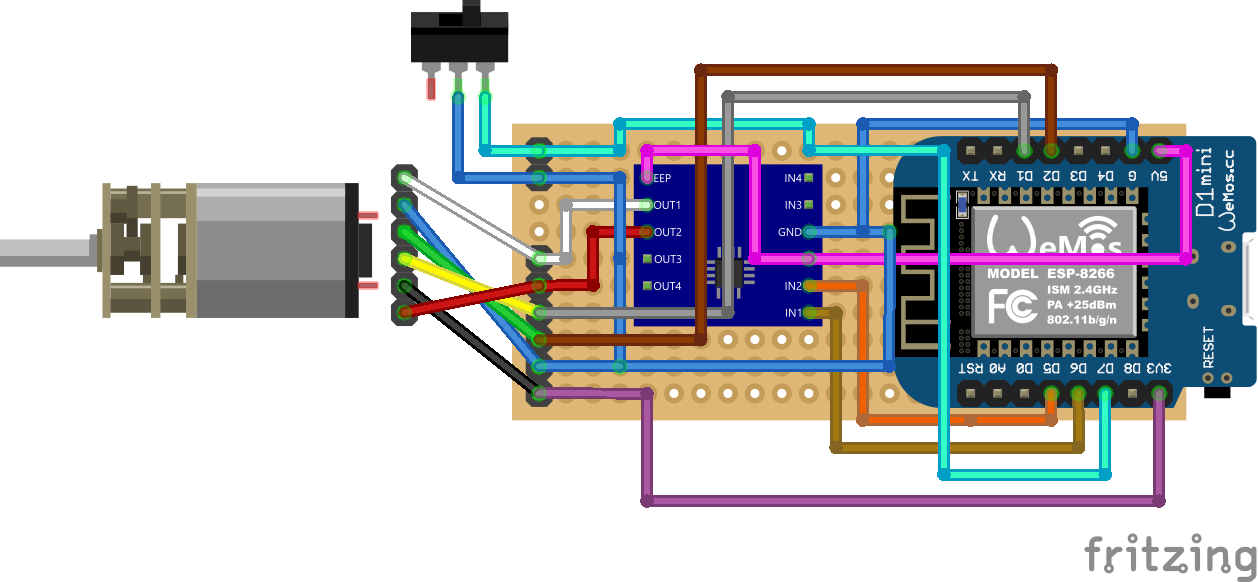 EEP
OUT1
OUT2
OUT3
OUT4
IN4
IN3
GND
IN2
IN1
TX
RX
D1
D2
D3
D4
G
5V
D1 mini
WeMos.cc
WeMos
MODEL ESP-8266
ISM 2.4GHz
PA +25dBm
802.11b/g/n
FC
RESET
RST
A0
D0
D5
D6
D7
D8
3V3
fritzing